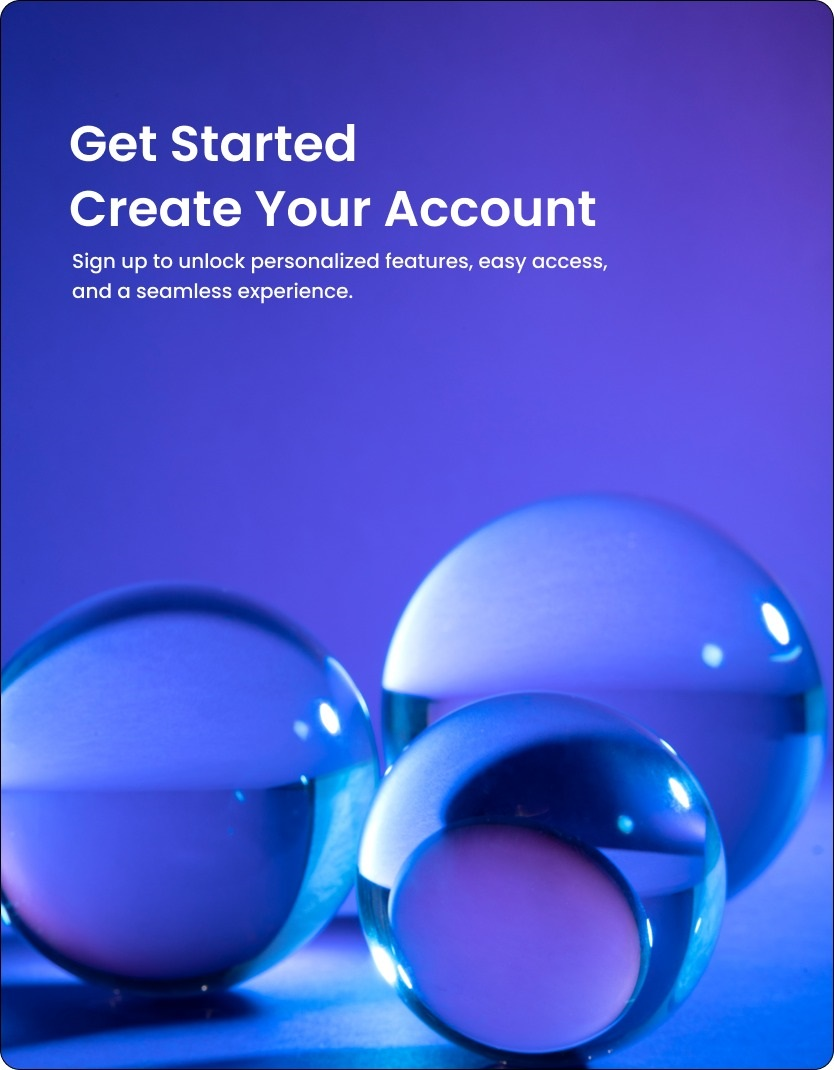 Get Started
Create Your Account
Sign up to unlock personalized features, easy access,
and a seamless experience.